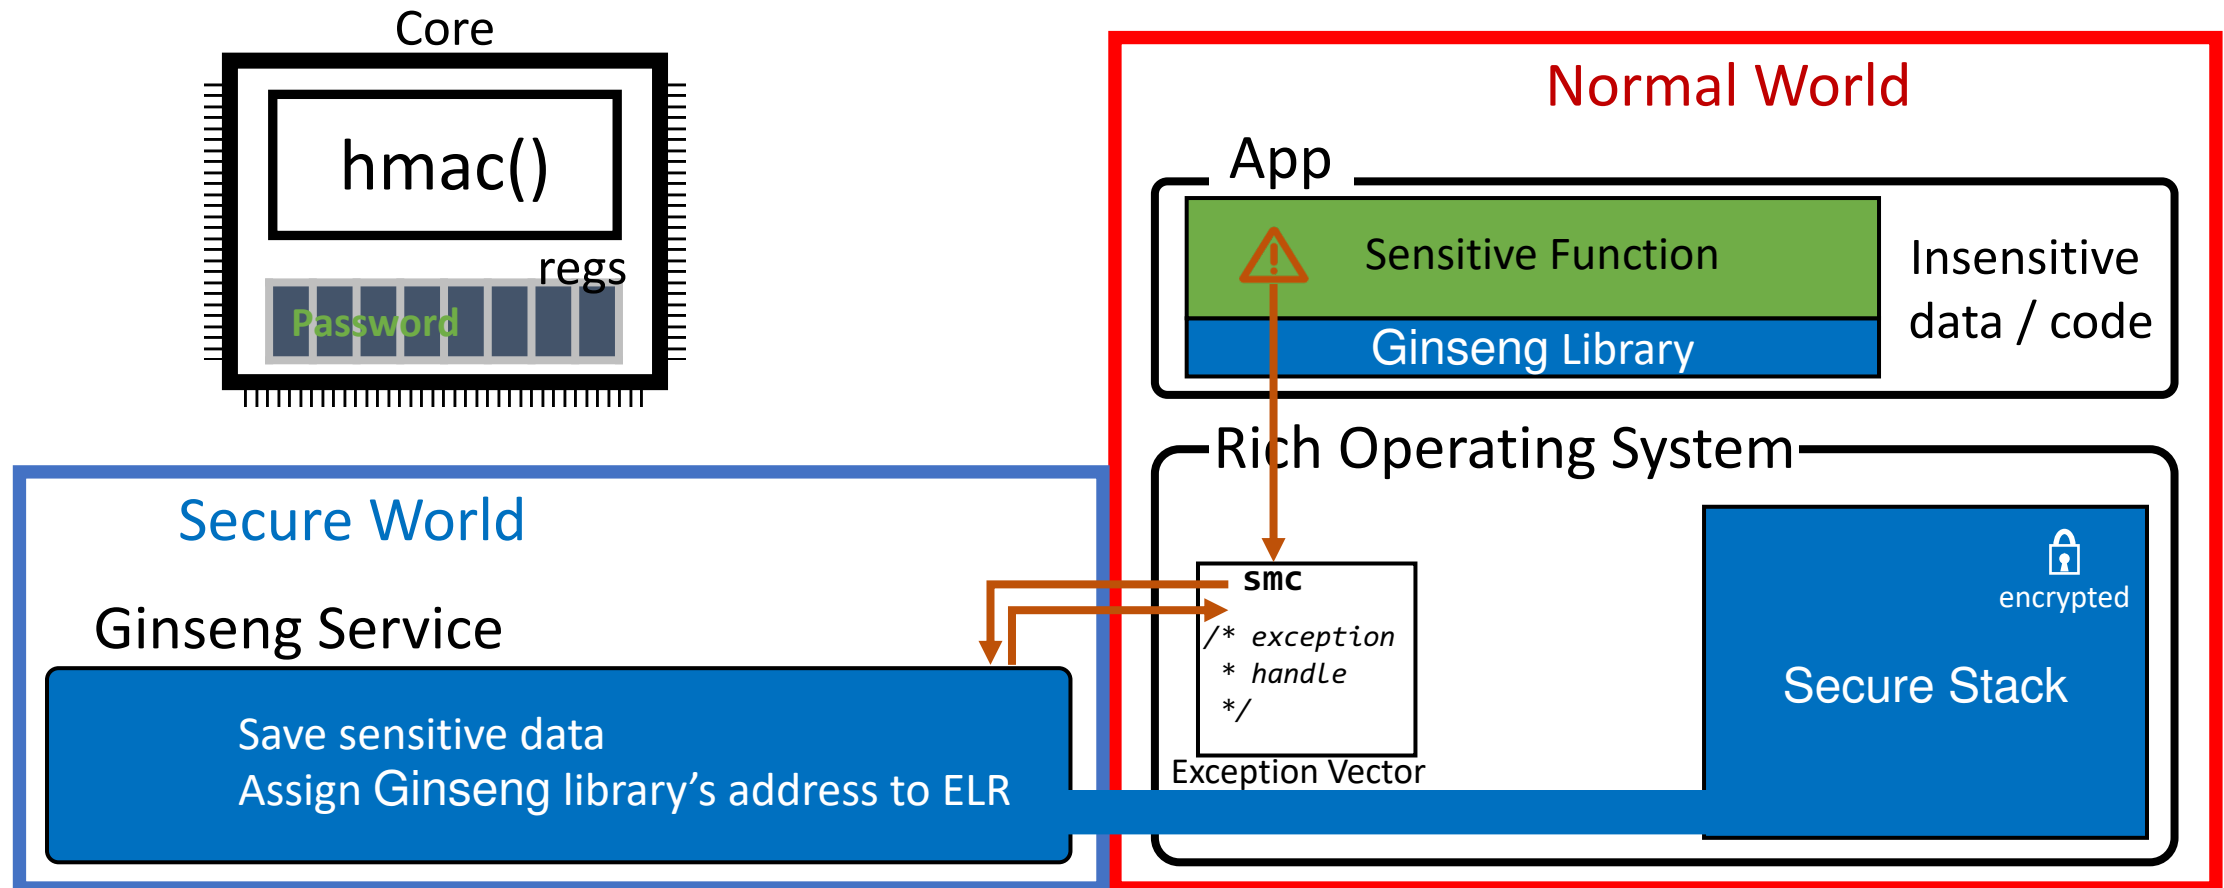 Core
hmac()
regs
Password
Normal World
App
Sensitive Function
Ginseng Library
Insensitive
data / code
Rich Operating System
smc
/* exception
* handle
*/
Exception Vector
encrypted
Secure Stack
Secure World
Ginseng Service
Save sensitive data
Assign Ginseng library’s address to ELR